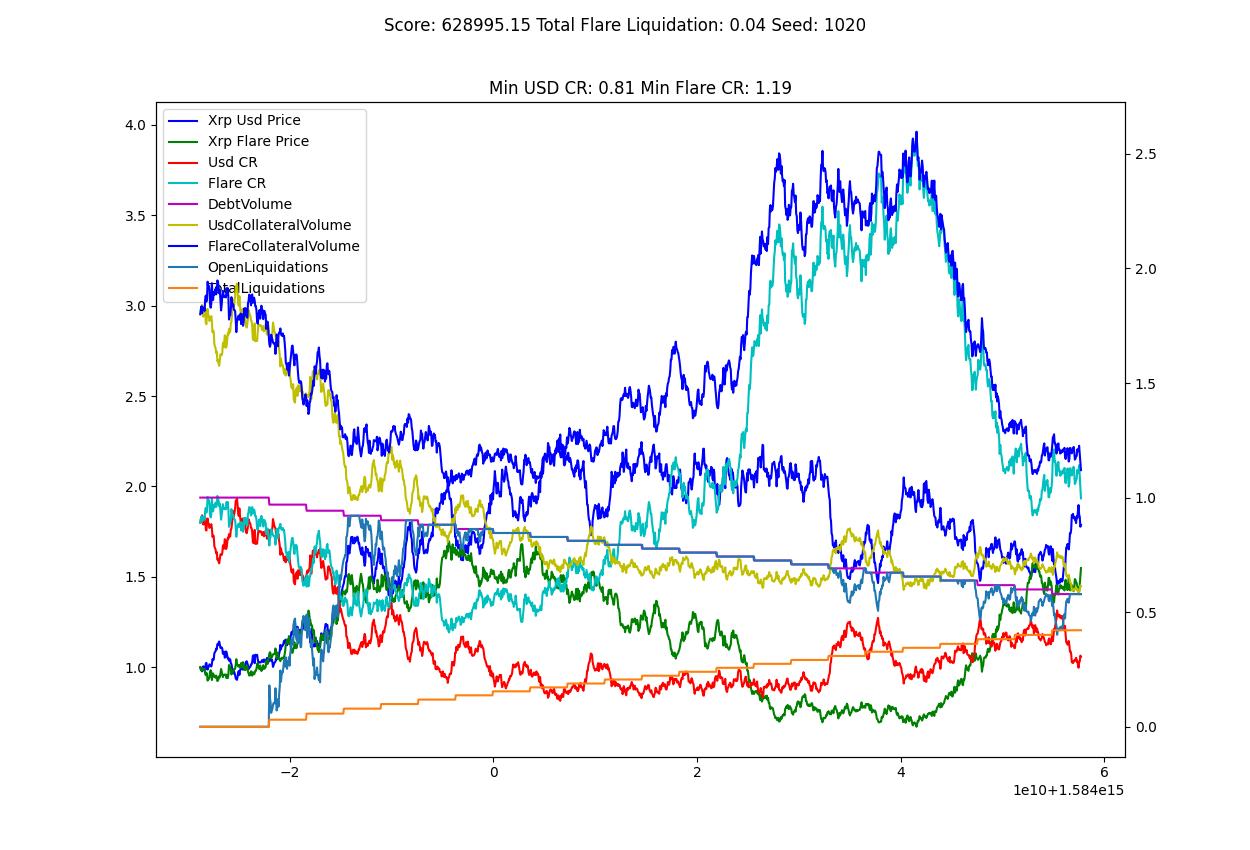 Score: 628995.15 Total Flare Liquidation: 0.04 Seed: 1020
Min USD CR: 0.81 Min Flare CR: 1.19
Xrp Usd Price
Xrp Flare Price
Usd CR
Flare CR
DebtVolume
UsdCollateralVolume
FlareCollateralVolume
OpenLiquidations
TotalLiquidations
4.0
3.5
3.0
2.5
2.0
1.5
1.0
2.5
2.0
1.5
1.0
0.5
0.0
−2 0 2 4 6
1e10+1.584e15